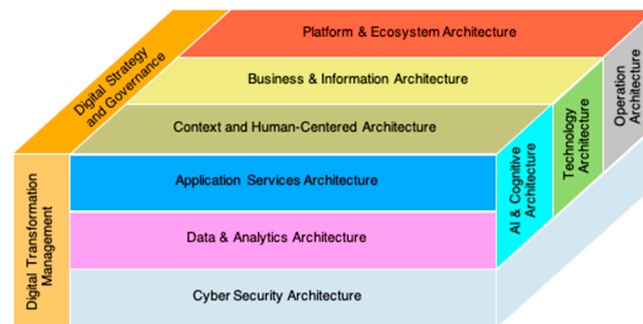 Platform & Ecosystem Architecture
Digital Strategy
and Governance
Business & Information Architecture
Operation
Architecture
Context and Human-Centered Architecture
Technology
Architecture
Application Services Architecture
AI & Cognitive
Architecture
Digital Transformation
Management
Data & Analytics Architecture
Cyber Security Architecture